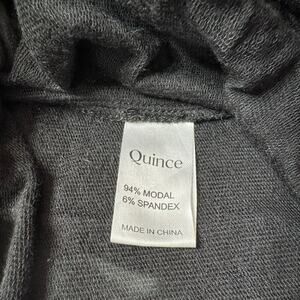 Quince
94% MODAL
6% SPANDEX
MADE IN CHINA